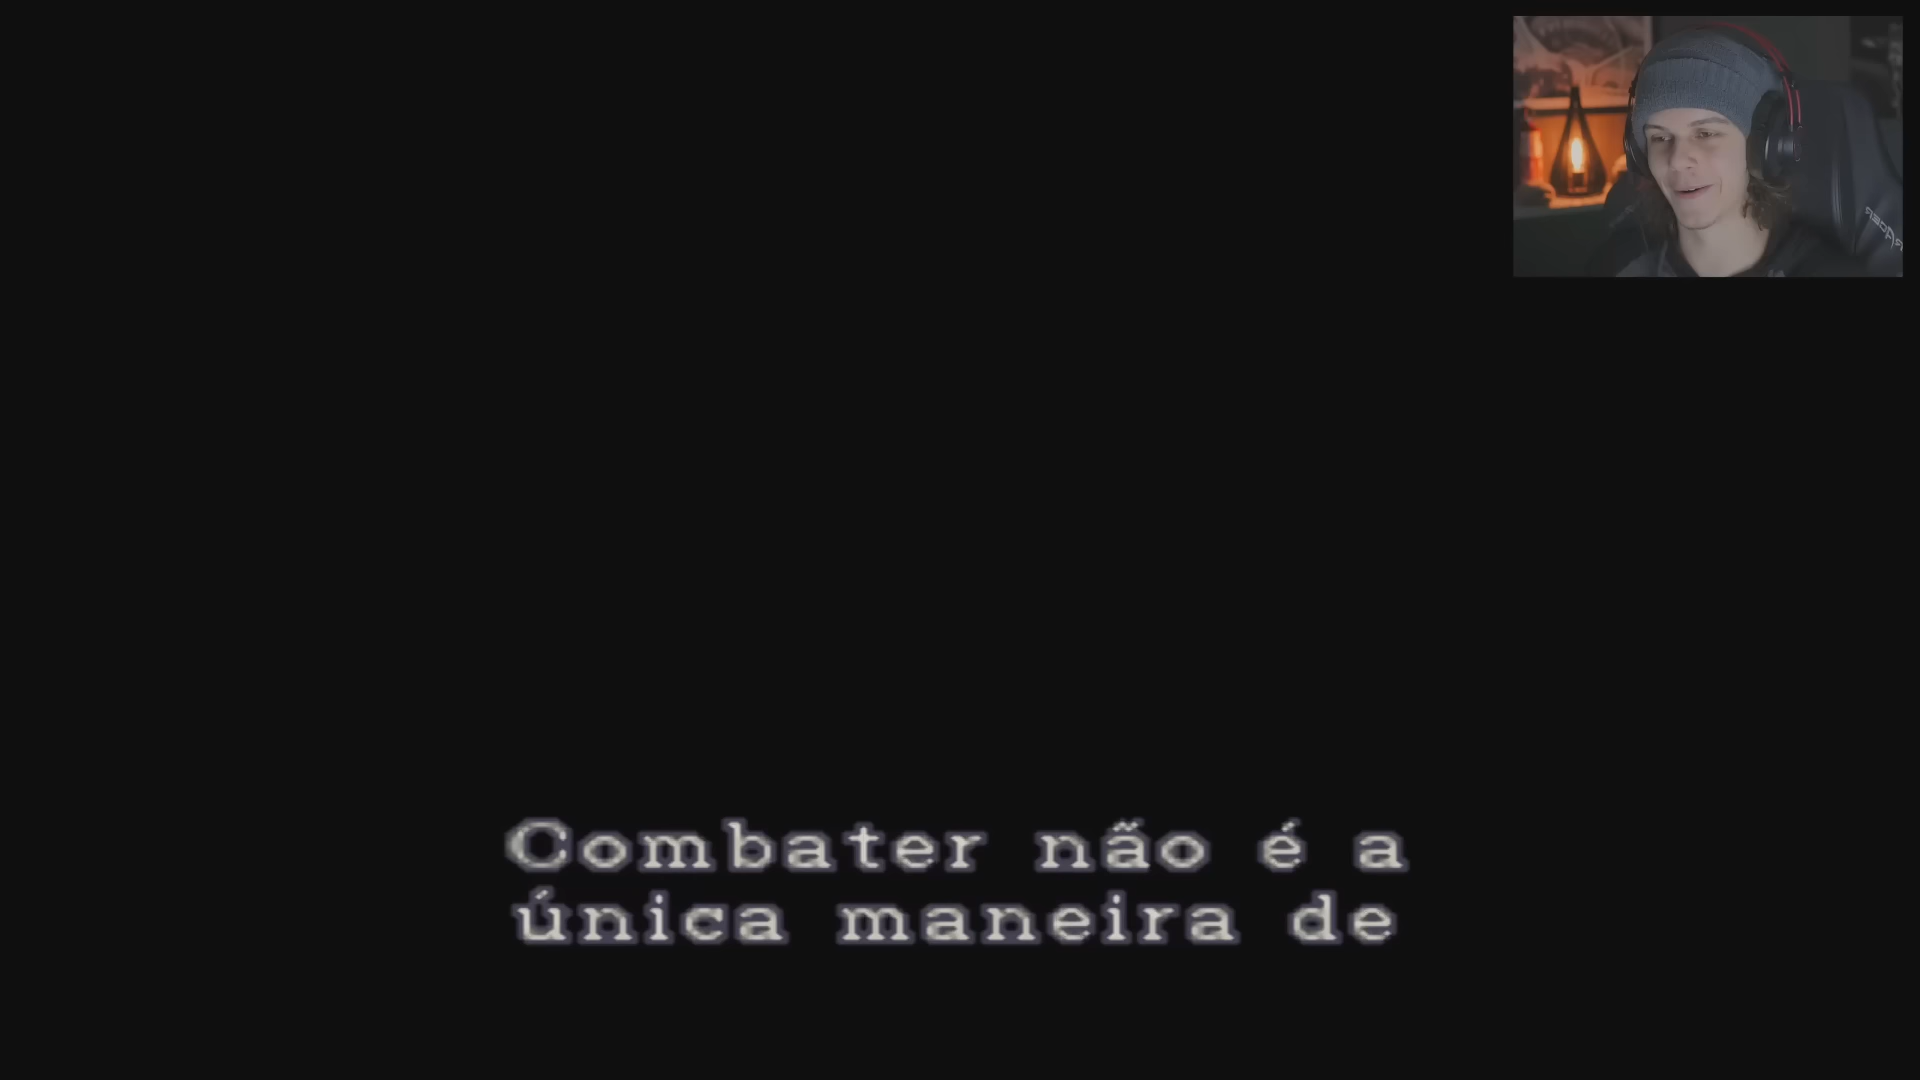 Combater não é a
única maneira de